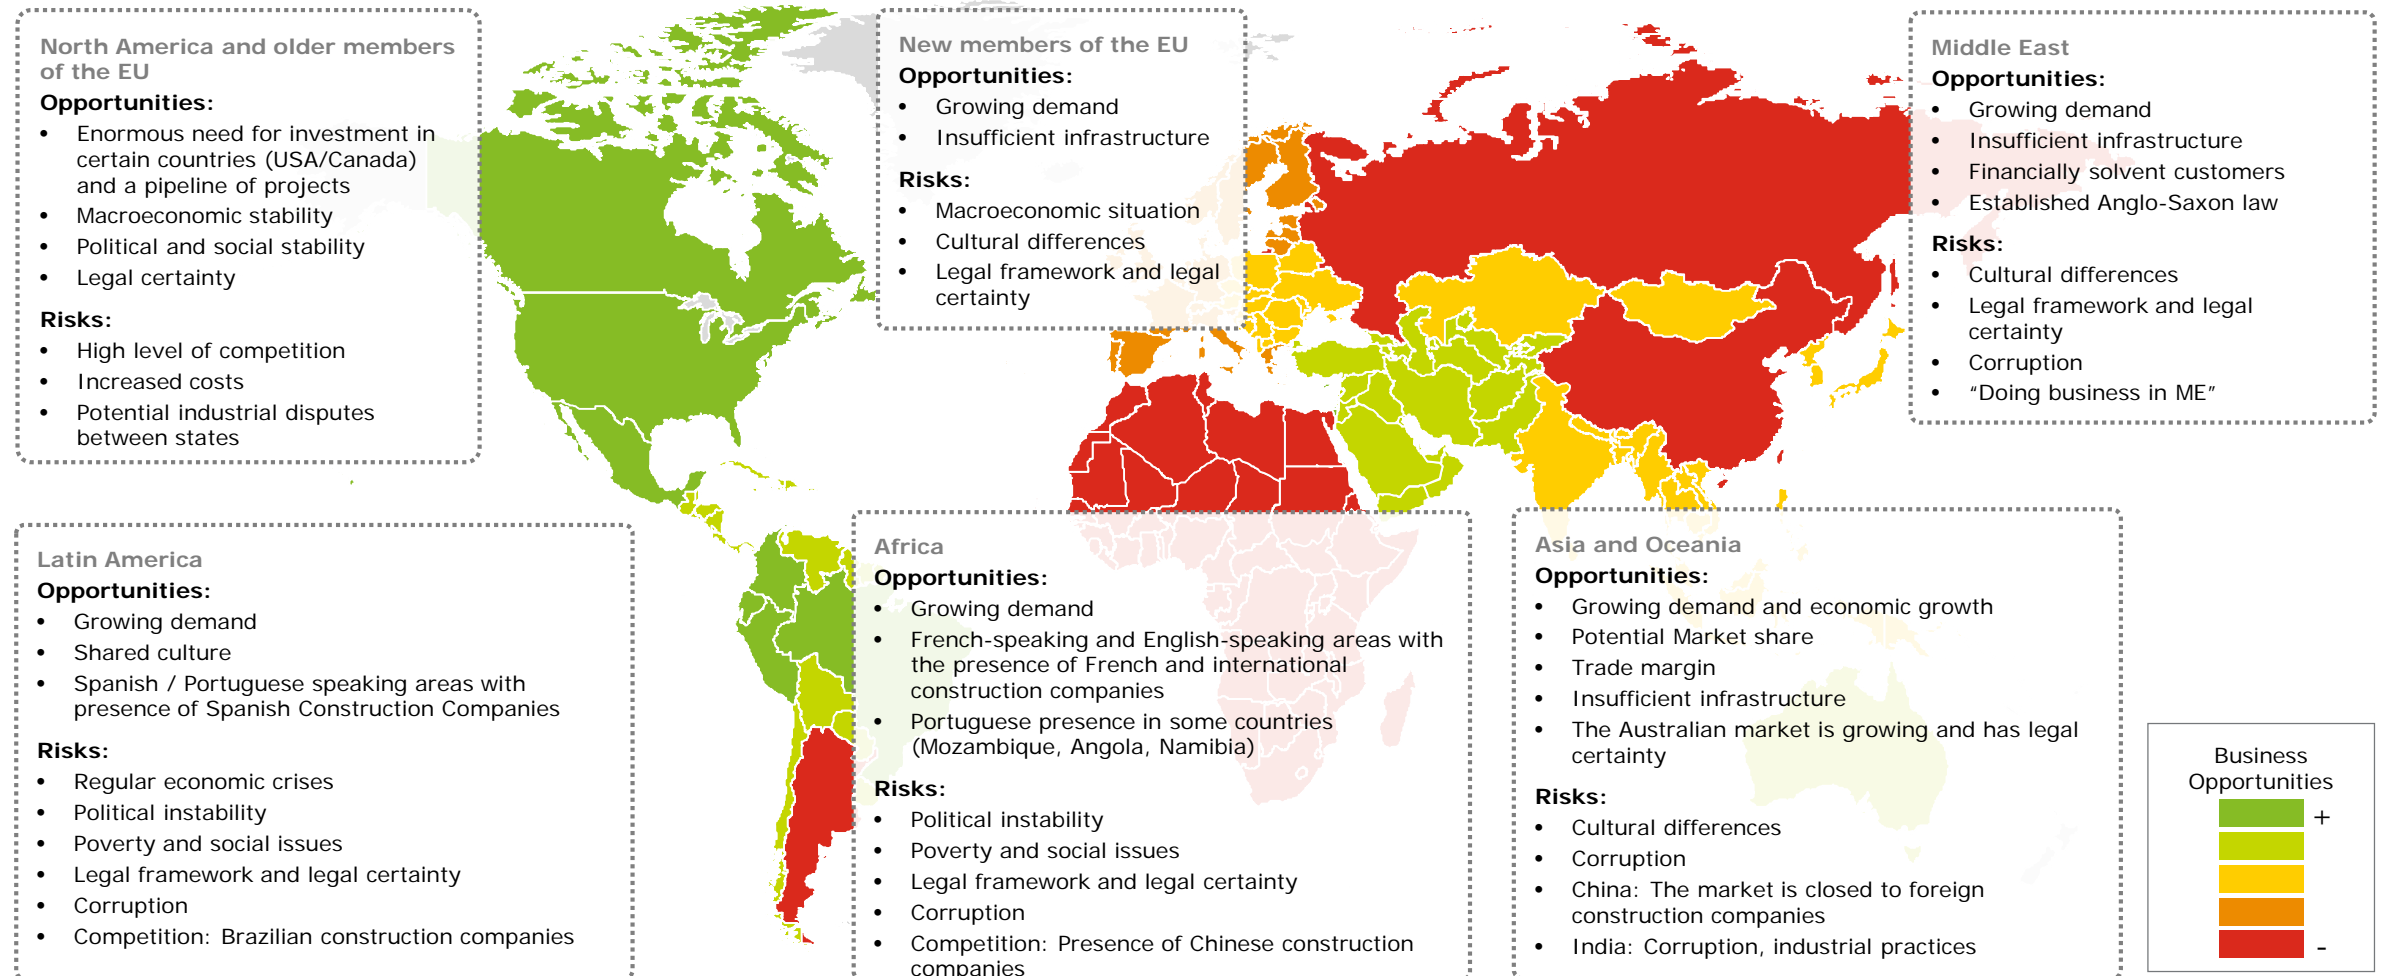 North America and older members
of the EU
Opportunities:
• Enormous need for investment in
certain countries (USA/Canada)
and a pipeline of projects
• Macroeconomic stability
• Political and social stability
• Legal certainty
Risks:
• High level of competition
• Increased costs
• Potential industrial disputes
between states
New members of the EU
Opportunities:
• Growing demand
• Insufficient infrastructure
Risks:
• Macroeconomic situation
• Cultural differences
• Legal framework and legal
certainty
Middle East
Opportunities:
• Growing demand
• Insufficient infrastructure
• Financially solvent customers
• Established Anglo-Saxon law
Risks:
• Cultural differences
• Legal framework and legal
certainty
• Corruption
• “Doing business in ME”
Latin America
Opportunities:
• Growing demand
• Shared culture
• Spanish / Portuguese speaking areas with
presence of Spanish Construction Companies
Risks:
• Regular economic crises
• Political instability
• Poverty and social issues
• Legal framework and legal certainty
• Corruption
• Competition: Brazilian construction companies
Africa
Opportunities:
• Growing demand
• French-speaking and English-speaking areas with
the presence of French and international
construction companies
• Portuguese presence in some countries
(Mozambique, Angola, Namibia)
Risks:
• Political instability
• Poverty and social issues
• Legal framework and legal certainty
• Corruption
• Competition: Presence of Chinese construction
companies
Asia and Oceania
Opportunities:
• Growing demand and economic growth
• Potential Market share
• Trade margin
• Insufficient infrastructure
• The Australian market is growing and has legal
certainty
Risks:
• Cultural differences
• Corruption
• China: The market is closed to foreign
construction companies
• India: Corruption, industrial practices
Business
Opportunities
+
-